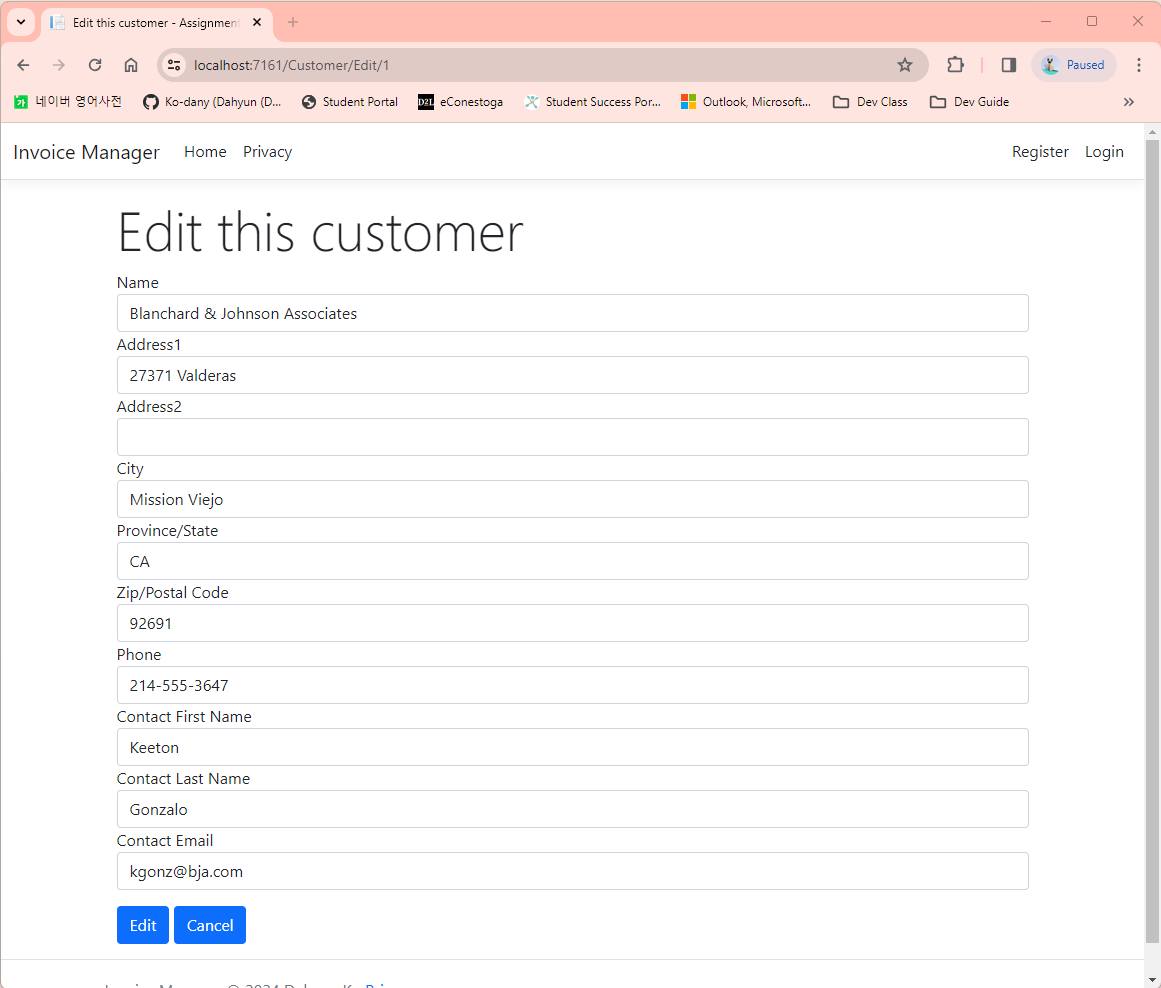 Edit this customer - Assignment
localhost:7161/Customer/Edit/1
Paused
네이버 영어사전
Ko-dany (Dahyun (D...
Student Portal
D2L eConestoga
Student Success Por...
Outlook, Microsoft...
Dev Class
Dev Guide
Invoice Manager
Home
Privacy
Register
Login
Edit this customer
Name
Blanchard & Johnson Associates
Address1
27371 Valderas
Address2
City
Mission Viejo
Province/State
CA
Zip/Postal Code
92691
Phone
214-555-3647
Contact First Name
Keeton
Contact Last Name
Gonzalo
Contact Email
kgonz@bja.com
Edit
Cancel